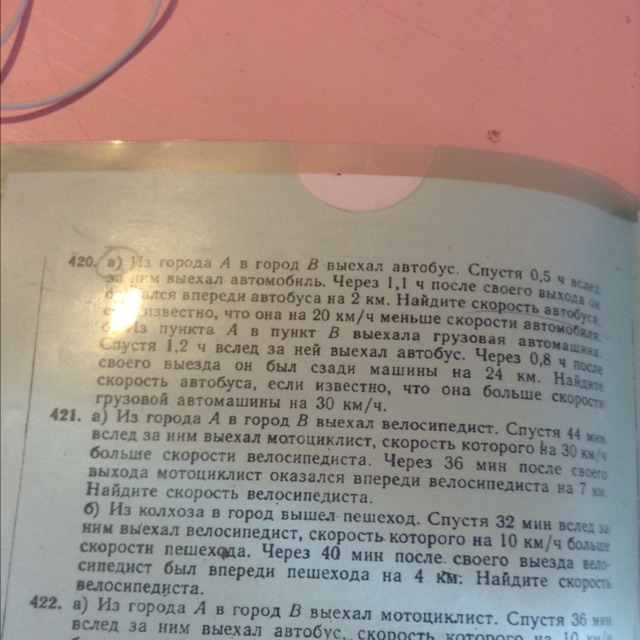 420. а) Из города А в город В выехал автобус. Спустя 0,5 ч вслед
за ним выехал автомобиль. Через 1,1 ч после своего выхода он
впереди автобуса на 2 км. Найдите скорость автобуса,
известно, что она на 20 км/ч меньше скорости автомобиля.
Из пункта А в пункт В выехала грузовая автомашина.
Спустя 1,2 ч вслед за ней выехал автобус. Через 0,8 ч после
своего выезда он был сзади машины на 24 км. Найдите
скорость автобуса, если известно, что она больше скорости
грузовой автомашины на 30 км/ч.
421. а) Из города А в город В выехал велосипедист. Спустя 44 мин
вслед за ним выехал мотоциклист, скорость которого на 30 км/ч
больше скорости велосипедиста. Через 36 мин после своего
выхода мотоциклист оказался впереди велосипедиста на 7 км.
Найдите скорость велосипедиста.
б) Из колхоза в город вышел пешеход. Спустя 32 мин вслед за
ним выехал велосипедист, скорость которого на 10 км/ч больше
скорости пешехода. Через 40 мин после своего выезда вело-
сипедист был впереди пешехода на 4 км. Найдите скорость
велосипедиста.
422. а) Из города А в город В выехал мотоциклист. Спустя 36 мин
вслед за ним выехал автобус, скорость которого на